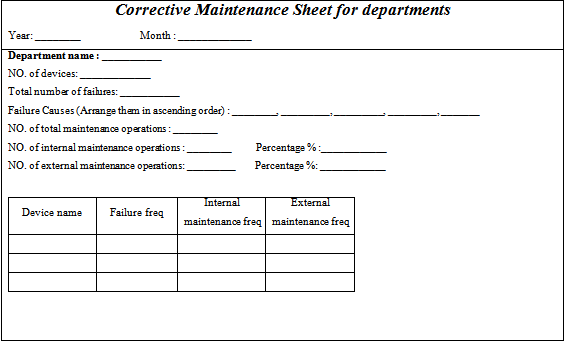 Corrective Maintenance Sheet for departments
Year: ________ Month : _____________
Department name : ___________
NO. of devices: _____________
Total number of failures: ___________
Failure Causes (Arrange them in ascending order) : ________, _________, _________, _________, _______
NO. of total maintenance operations : ________
NO. of internal maintenance operations : ________ Percentage % :____________
NO. of external maintenance operations: _________ Percentage %: ____________
Device name Failure freq Internal maintenance freq External maintenance freq